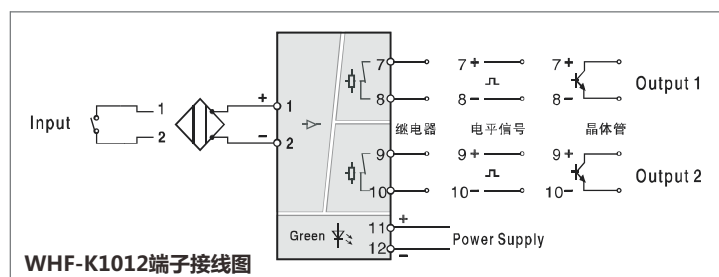 7 7+ 7+
1 + 1 Output 1
8 8− 8−
Input
2 − 2 继电器 电平信号 晶体管
9 9+ 9+
Output 2
10 10− 10−
11 +
Green Power Supply
12 −
WHF-K1012端子接线图